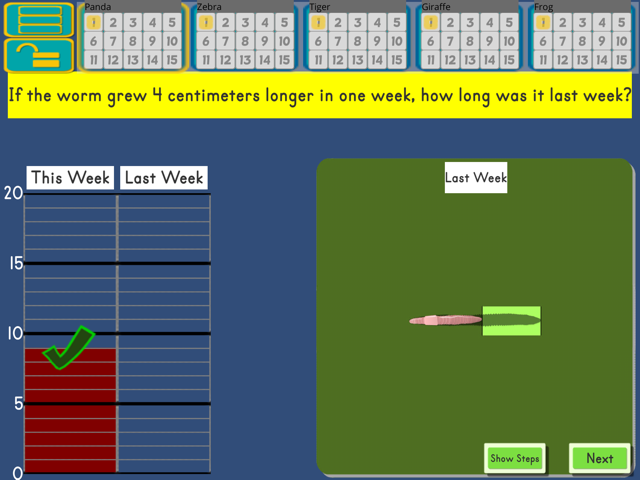 Panda
1 2 3 4 5
6 7 8 9 10
11 12 13 14 15
Zebra
1 2 3 4 5
6 7 8 9 10
11 12 13 14 15
Tiger
1 2 3 4 5
6 7 8 9 10
11 12 13 14 15
Giraffe
1 2 3 4 5
6 7 8 9 10
11 12 13 14 15
Frog
1 2 3 4 5
6 7 8 9 10
11 12 13 14 15
If the worm grew 4 centimeters longer in one week, how long was it last week?
This Week Last Week
20
15
10
5
0
Last Week
Show Steps
Next